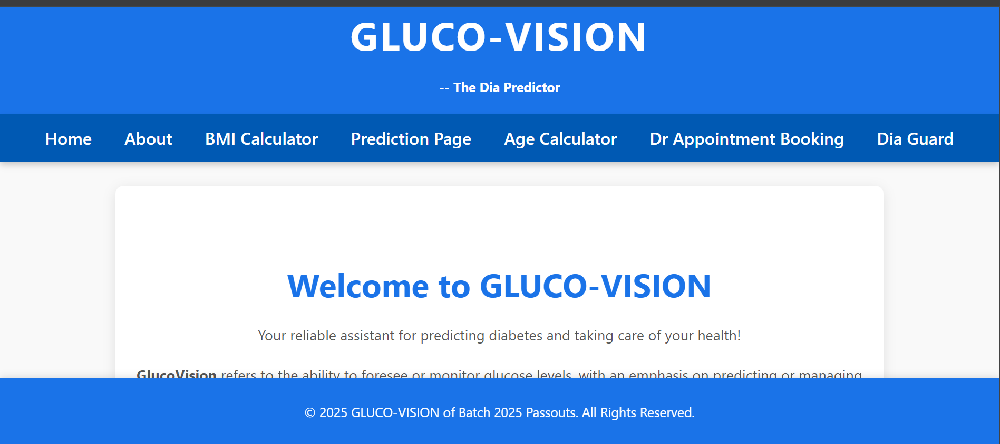 GLUCO-VISION
-- The Dia Predictor
Home About BMI Calculator Prediction Page Age Calculator Dr Appointment Booking Dia Guard
Welcome to GLUCO-VISION
Your reliable assistant for predicting diabetes and taking care of your health!
GlucoVision refers to the ability to foresee or monitor glucose levels, with an emphasis on predicting or managing
© 2025 GLUCO-VISION of Batch 2025 Passouts. All Rights Reserved.